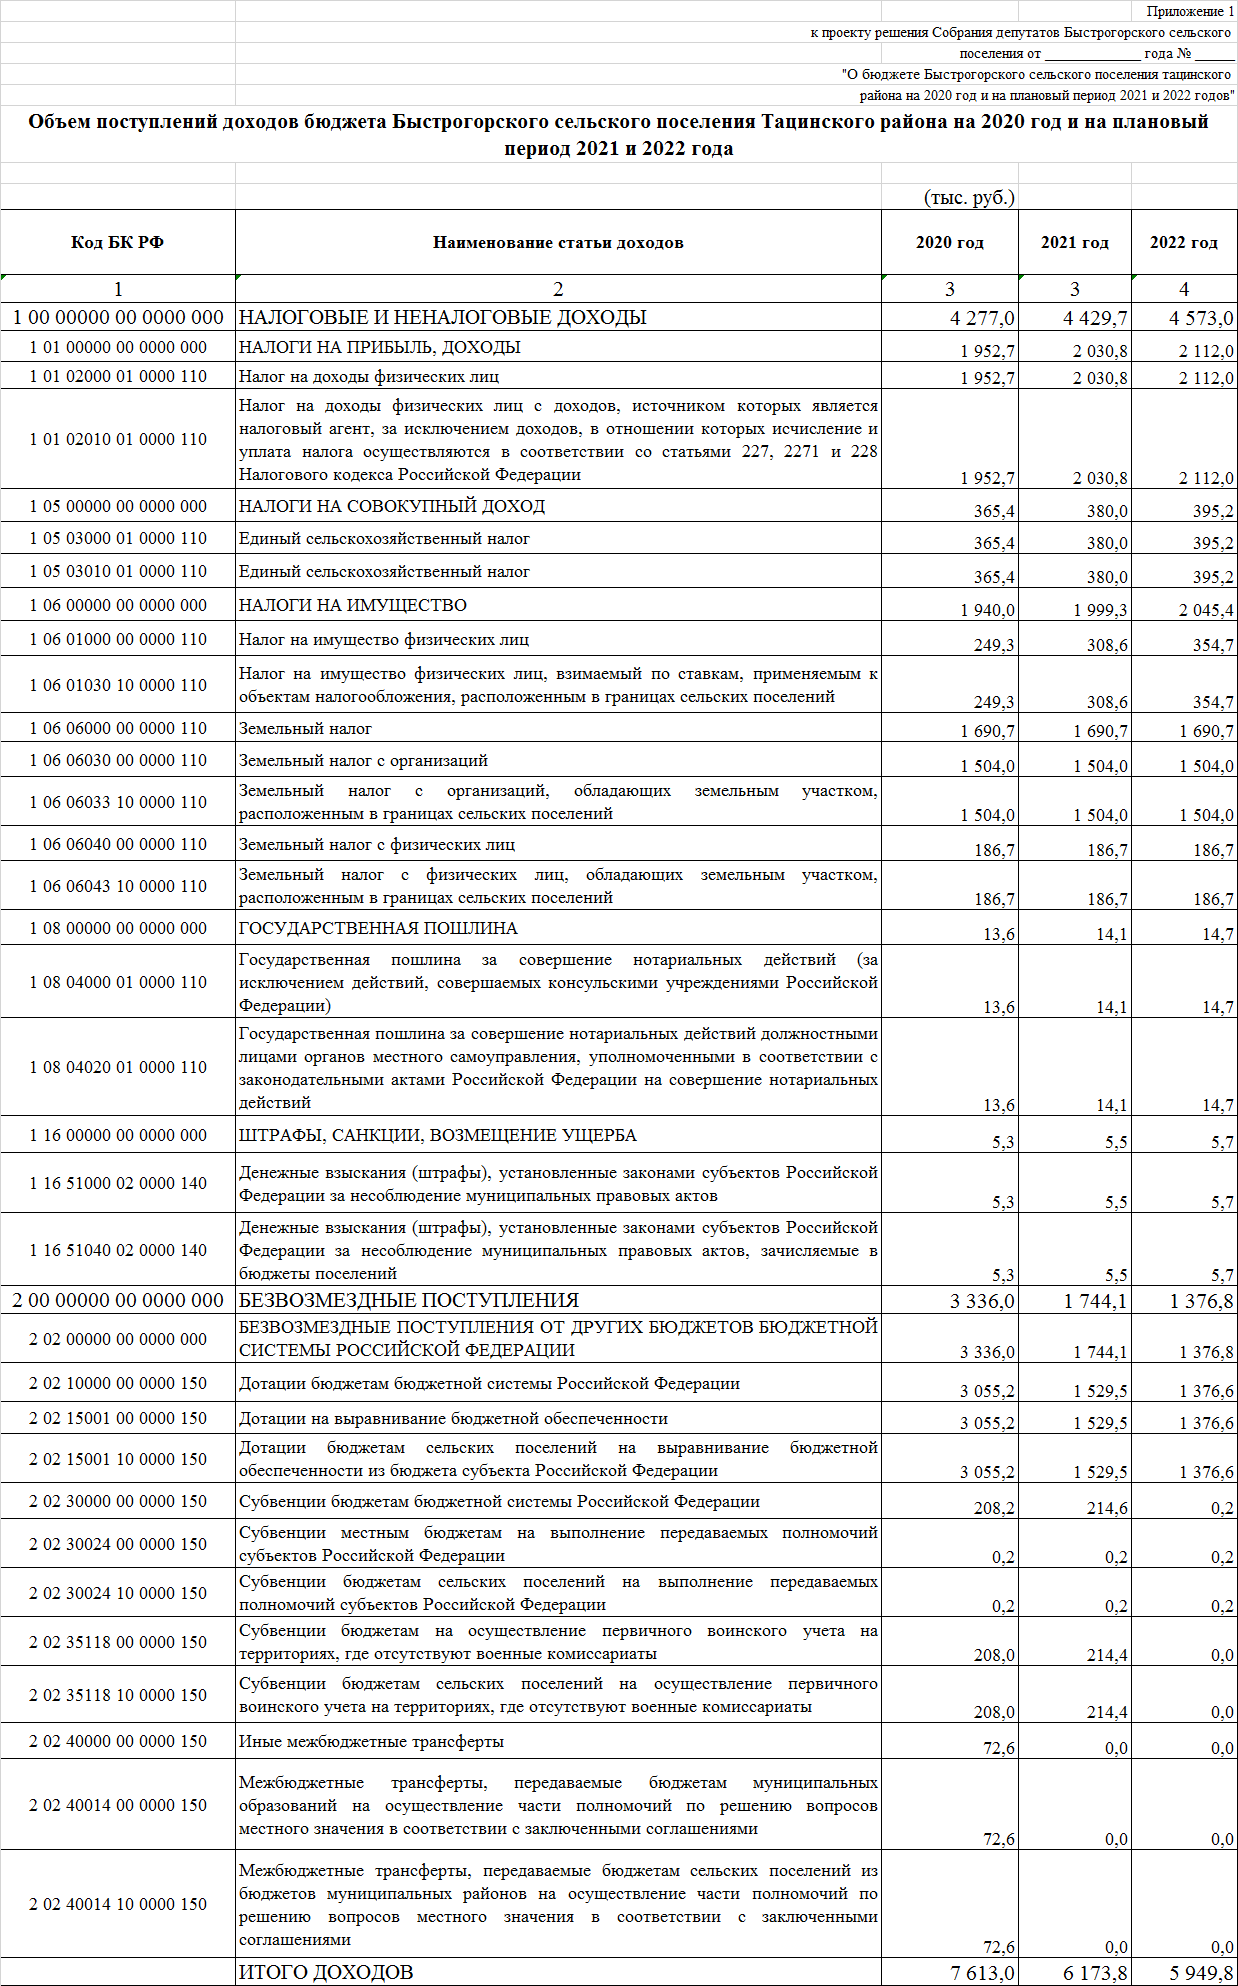 Приложение 1
к проекту решения Собрания депутатов Быстрогорского сельского
поселения от _____________ года № _____
"О бюджете Быстрогорского сельского поселения тацинского
района на 2020 год и на плановый период 2021 и 2022 годов"
Объем поступлений доходов бюджета Быстрогорского сельского поселения Тацинского района на 2020 год и на плановый
период 2021 и 2022 года
(тыс. руб.)
Код БК РФ Наименование статьи доходов 2020 год 2021 год 2022 год
1 2 3 3 4
1 00 00000 00 0000 000 НАЛОГОВЫЕ И НЕНАЛОГОВЫЕ ДОХОДЫ 4 277,0 4 429,7 4 573,0
1 01 00000 00 0000 000 НАЛОГИ НА ПРИБЫЛЬ, ДОХОДЫ 1 952,7 2 030,8 2 112,0
1 01 02000 01 0000 110 Налог на доходы физических лиц 1 952,7 2 030,8 2 112,0
1 01 02010 01 0000 110
Налог на доходы физических лиц с доходов, источником которых является
налоговый агент, за исключением доходов, в отношении которых исчисление и
уплата налога осуществляются в соответствии со статьями 227, 2271 и 228
Налогового кодекса Российской Федерации 1 952,7 2 030,8 2 112,0
1 05 00000 00 0000 000 НАЛОГИ НА СОВОКУПНЫЙ ДОХОД 365,4 380,0 395,2
1 05 03000 01 0000 110 Единый сельскохозяйственный налог 365,4 380,0 395,2
1 05 03010 01 0000 110 Единый сельскохозяйственный налог 365,4 380,0 395,2
1 06 00000 00 0000 000 НАЛОГИ НА ИМУЩЕСТВО 1 940,0 1 999,3 2 045,4
1 06 01000 00 0000 110 Налог на имущество физических лиц 249,3 308,6 354,7
1 06 01030 10 0000 110
Налог на имущество физических лиц, взимаемый по ставкам, применяемым к
объектам налогообложения, расположенным в границах сельских поселений 249,3 308,6 354,7
1 06 06000 00 0000 110 Земельный налог 1 690,7 1 690,7 1 690,7
1 06 06030 00 0000 110 Земельный налог с организаций 1 504,0 1 504,0 1 504,0
1 06 06033 10 0000 110
Земельный налог с организаций, обладающих земельным участком,
расположенным в границах сельских поселений 1 504,0 1 504,0 1 504,0
1 06 06040 00 0000 110 Земельный налог с физических лиц 186,7 186,7 186,7
1 06 06043 10 0000 110
Земельный налог с физических лиц, обладающих земельным участком,
расположенным в границах сельских поселений 186,7 186,7 186,7
1 08 00000 00 0000 000 ГОСУДАРСТВЕННАЯ ПОШЛИНА 13,6 14,1 14,7
1 08 04000 01 0000 110
Государственная пошлина за совершение нотариальных действий (за
исключением действий, совершаемых консульскими учреждениями Российской
Федерации) 13,6 14,1 14,7
1 08 04020 01 0000 110
Государственная пошлина за совершение нотариальных действий должностными
лицами органов местного самоуправления, уполномоченными в соответствии с
законодательными актами Российской Федерации на совершение нотариальных
действий 13,6 14,1 14,7
1 16 00000 00 0000 000 ШТРАФЫ, САНКЦИИ, ВОЗМЕЩЕНИЕ УЩЕРБА 5,3 5,5 5,7
1 16 51000 02 0000 140
Денежные взыскания (штрафы), установленные законами субъектов Российской
Федерации за несоблюдение муниципальных правовых актов 5,3 5,5 5,7
1 16 51040 02 0000 140
Денежные взыскания (штрафы), установленные законами субъектов Российской
Федерации за несоблюдение муниципальных правовых актов, зачисляемые в
бюджеты поселений 5,3 5,5 5,7
2 00 00000 00 0000 000 БЕЗВОЗМЕЗДНЫЕ ПОСТУПЛЕНИЯ 3 336,0 1 744,1 1 376,8
2 02 00000 00 0000 000
БЕЗВОЗМЕЗДНЫЕ ПОСТУПЛЕНИЯ ОТ ДРУГИХ БЮДЖЕТОВ БЮДЖЕТНОЙ
СИСТЕМЫ РОССИЙСКОЙ ФЕДЕРАЦИИ 3 336,0 1 744,1 1 376,8
2 02 10000 00 0000 150 Дотации бюджетам бюджетной системы Российской Федерации 3 055,2 1 529,5 1 376,6
2 02 15001 00 0000 150 Дотации на выравнивание бюджетной обеспеченности 3 055,2 1 529,5 1 376,6
2 02 15001 10 0000 150
Дотации бюджетам сельских поселений на выравнивание бюджетной
обеспеченности из бюджета субъекта Российской Федерации 3 055,2 1 529,5 1 376,6
2 02 30000 00 0000 150 Субвенции бюджетам бюджетной системы Российской Федерации 208,2 214,6 0,2
2 02 30024 00 0000 150
Субвенции местным бюджетам на выполнение передаваемых полномочий
субъектов Российской Федерации 0,2 0,2 0,2
2 02 30024 10 0000 150
Субвенции бюджетам сельских поселений на выполнение передаваемых
полномочий субъектов Российской Федерации 0,2 0,2 0,2
2 02 35118 00 0000 150
Субвенции бюджетам на осуществление первичного воинского учета на
территориях, где отсутствуют военные комиссариаты 208,0 214,4 0,0
2 02 35118 10 0000 150
Субвенции бюджетам сельских поселений на осуществление первичного
воинского учета на территориях, где отсутствуют военные комиссариаты 208,0 214,4 0,0
2 02 40000 00 0000 150 Иные межбюджетные трансферты 72,6 0,0 0,0
2 02 40014 00 0000 150
Межбюджетные трансферты, передаваемые бюджетам муниципальных
образований на осуществление части полномочий по решению вопросов
местного значения в соответствии с заключенными соглашениями 72,6 0,0 0,0
2 02 40014 10 0000 150
Межбюджетные трансферты, передаваемые бюджетам сельских поселений из
бюджетов муниципальных районов на осуществление части полномочий по
решению вопросов местного значения в соответствии с заключенными
соглашениями 72,6 0,0 0,0
ИТОГО ДОХОДОВ 7 613,0 6 173,8 5 949,8